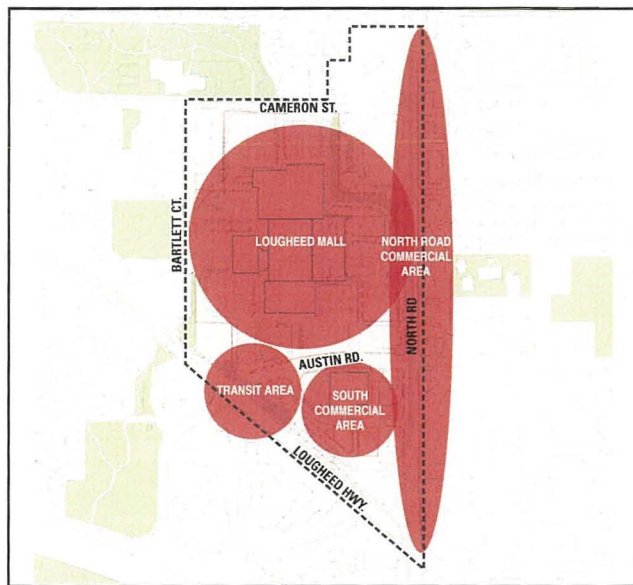 CAMERON ST.
BARTLETT CT.
LOUGHEED MALL
NORTH ROAD
COMMERCIAL
AREA
NORTH RD
AUSTIN RD.
TRANSIT AREA
SOUTH
COMMERCIAL
AREA
LOUGHEED HWY.